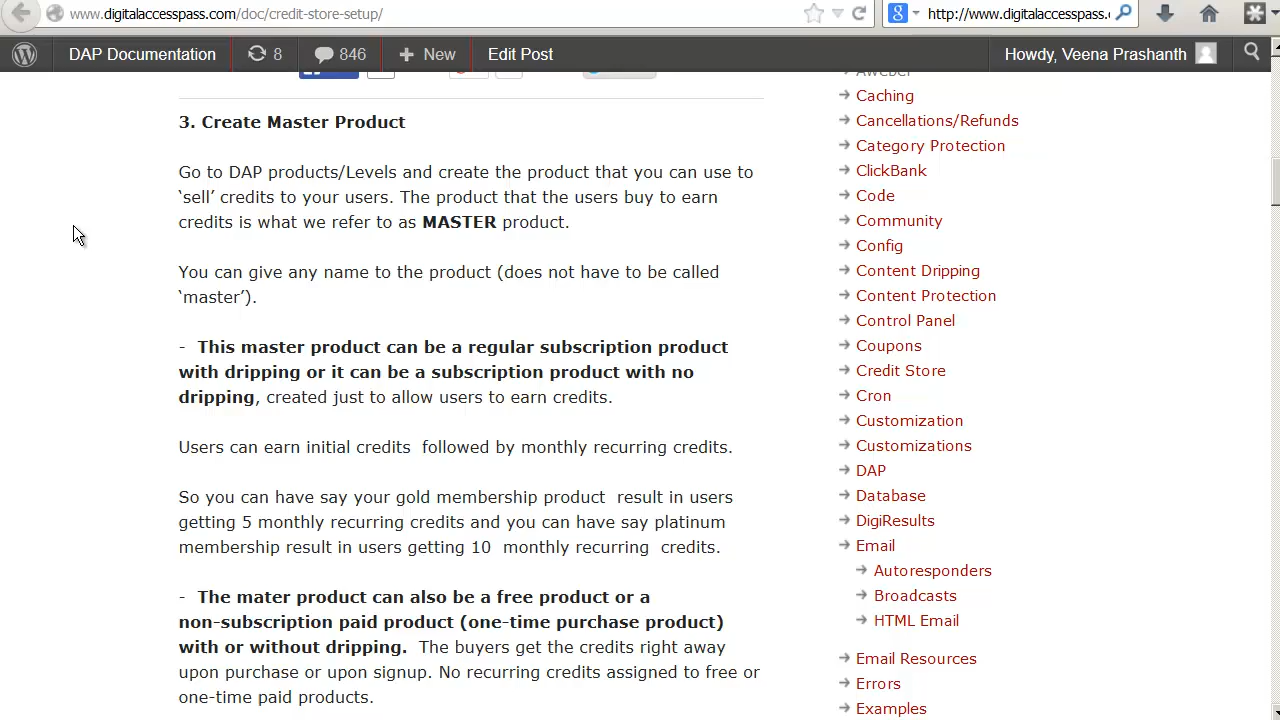 www.digitalaccesspass.com/doc/credit-store-setup/
http://www.digitalaccesspass.c
DAP Documentation
8
846
New
Edit Post
Howdy, Veena Prashanth
3. Create Master Product
Go to DAP products/Levels and create the product that you can use to
‘sell’ credits to your users. The product that the users buy to earn
credits is what we refer to as MASTER product.
You can give any name to the product (does not have to be called
‘master’).
- This master product can be a regular subscription product
with dripping or it can be a subscription product with no
dripping, created just to allow users to earn credits.
Users can earn initial credits followed by monthly recurring credits.
So you can have say your gold membership product result in users
getting 5 monthly recurring credits and you can have say platinum
membership result in users getting 10 monthly recurring credits.
- The mater product can also be a free product or a
non-subscription paid product (one-time purchase product)
with or without dripping. The buyers get the credits right away
upon purchase or upon signup. No recurring credits assigned to free or
one-time paid products.
Aweber
Caching
Cancellations/Refunds
Category Protection
ClickBank
Code
Community
Config
Content Dripping
Content Protection
Control Panel
Coupons
Credit Store
Cron
Customization
Customizations
DAP
Database
DigiResults
Email
Autoresponders
Broadcasts
HTML Email
Email Resources
Errors
Examples